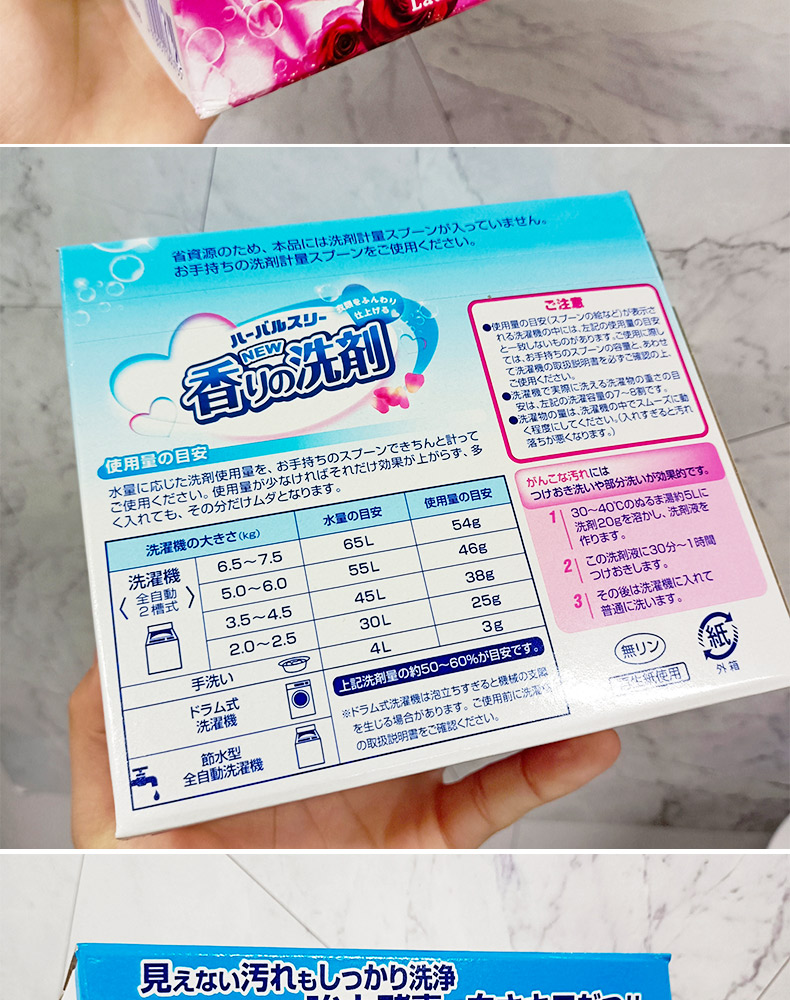 省資源のため、本品には洗剤計量スプーンが入っていません。
お手持ちの洗剤計量スプーンをご使用ください。
衣類をふんわり
仕上げる
ハーバルスリー
NEW
香りの洗剤
使用量の目安
水量に応じた洗剤使用量を、お手持ちのスプーンできちんと計って
ご使用ください。使用量が少なければそれだけ効果が上がらず、多
く入れても、その分だけムダとなります。
洗濯機の大きさ(kg) 水量の目安 使用量の目安
洗濯機
〈全自動 2槽式〉
6.5〜7.5 65L 54g
5.0〜6.0 55L 46g
3.5〜4.5 45L 38g
2.0〜2.5 30L 25g
手洗い 4L 3g
ドラム式
洗濯機
節水型
全自動洗濯機
上記洗剤量の約50〜60%が目安です。
※ドラム式洗濯機は泡立ちすぎると機械の支障
を生じる場合があります。ご使用前に洗濯機
の取扱説明書をご確認ください。
ご注意
●使用量の目安(スプーンの絵など)が表示さ
れる洗濯機の中には、左記の使用量の目安
と一致しないものがあります。ご使用に際し
ては、お手持ちのスプーンの容量と、あわせ
て洗濯機の取扱説明書を必ずご確認の上、
ご使用ください。
●洗濯機で実際に洗える洗濯物の重さの目
安は、左記の洗濯容量の7〜8割です。
●洗濯物の量は、洗濯機の中でスムーズに動
く程度にしてください。(入れすぎると汚れ
落ちが悪くなります。)
がんこな汚れには
つけおき洗いや部分洗いが効果的です。
1 30〜40℃のぬるま湯約5Lに
洗剤20gを溶かし、洗剤液を
作ります。
2 この洗剤液に30分〜1時間
つけおきします。
3 その後は洗濯機に入れて
普通に洗います。
無リン
再生紙使用
紙
外箱
見えない汚れもしっかり洗浄